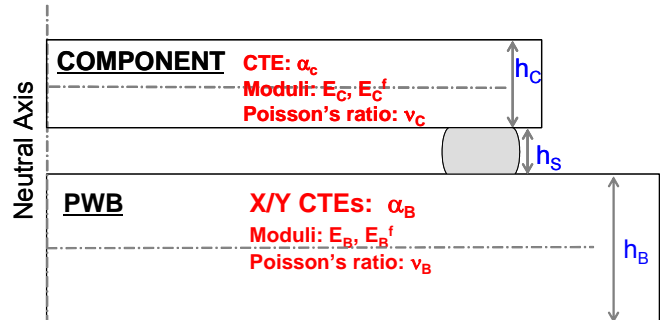 COMPONENT
CTE: αc
Moduli: EC, ECf
Poisson's ratio: νC
hC
hS
Neutral Axis
PWB
X/Y CTEs: αB
Moduli: EB, EBf
Poisson's ratio: νB
hB